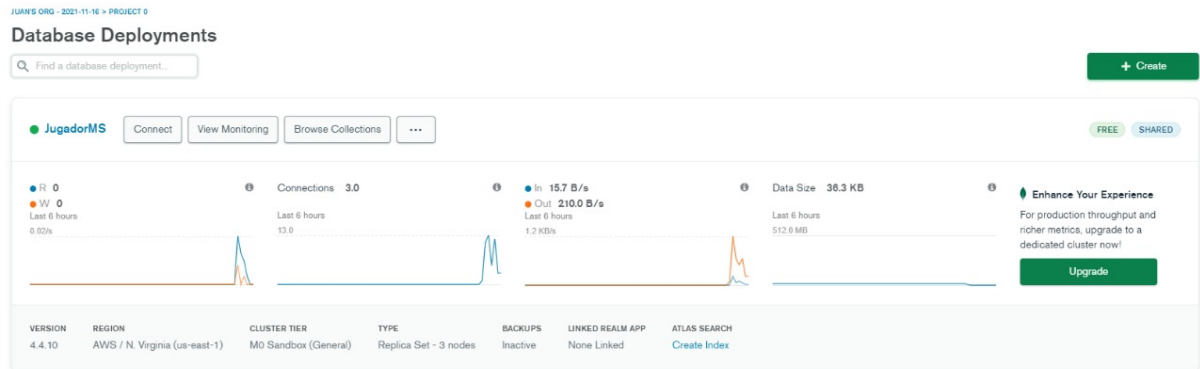 JUAN'S ORG - 2021-11-16 > PROJECT 0
Database Deployments
Find a database deployment...
+ Create
JugadorMS
Connect
View Monitoring
Browse Collections
...
FREE
SHARED
R 0
W 0
Last 6 hours
0.02/s
Connections 3.0
Last 6 hours
13.0
In 15.7 B/s
Out 210.0 B/s
Last 6 hours
1.2 KB/s
Data Size 36.3 KB
Last 6 hours
512.0 MB
Enhance Your Experience
For production throughput and
richer metrics, upgrade to a
dedicated cluster now!
Upgrade
VERSION
4.4.10
REGION
AWS / N. Virginia (us-east-1)
CLUSTER TIER
M0 Sandbox (General)
TYPE
Replica Set - 3 nodes
BACKUPS
Inactive
LINKED REALM APP
None Linked
ATLAS SEARCH
Create Index